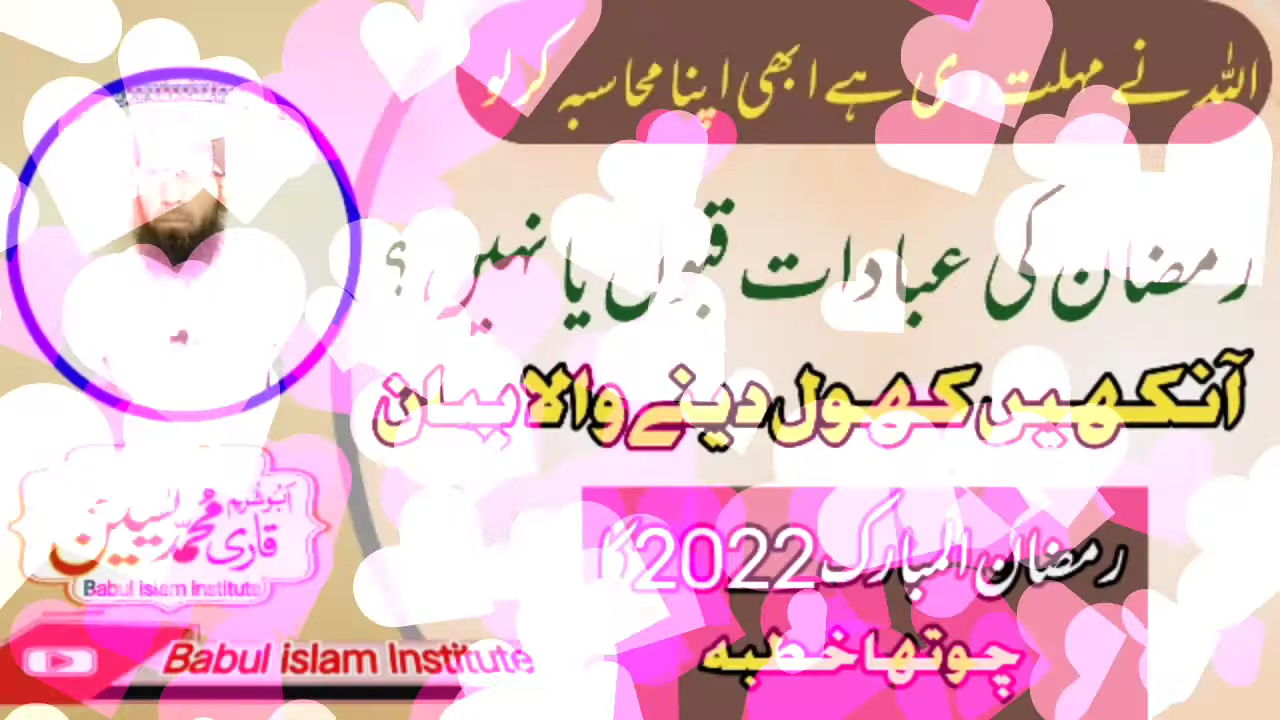 اللہ نے مہلت دی ہے ابھی اپنا محاسبہ کرلو
رمضان کی عبادات قبول یا نہیں؟
آنکھیں کھول دینے والا بیان
رمضان المبارک 2022 کا
چوتھا خطبہ
قاری محمد یسین
Babul islam Institute
Babul islam Institute